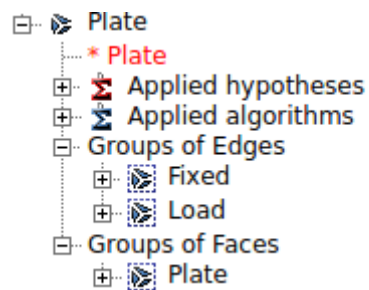 Plate
* Plate
Applied hypotheses
Applied algorithms
Groups of Edges
Fixed
Load
Groups of Faces
Plate